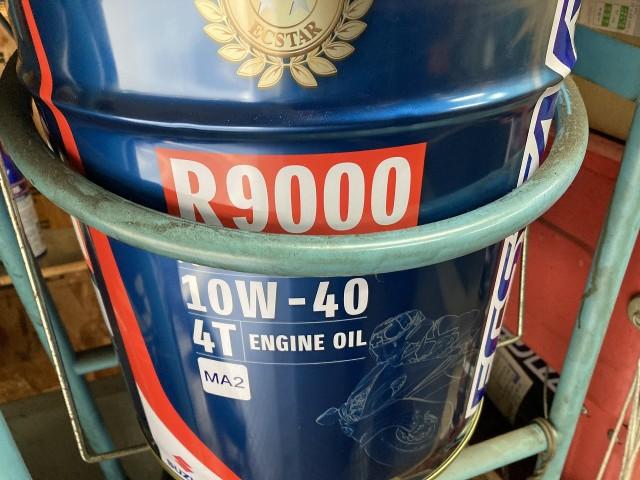 ECSTAR
R9000
10W-40
4T ENGINE OIL
MA2